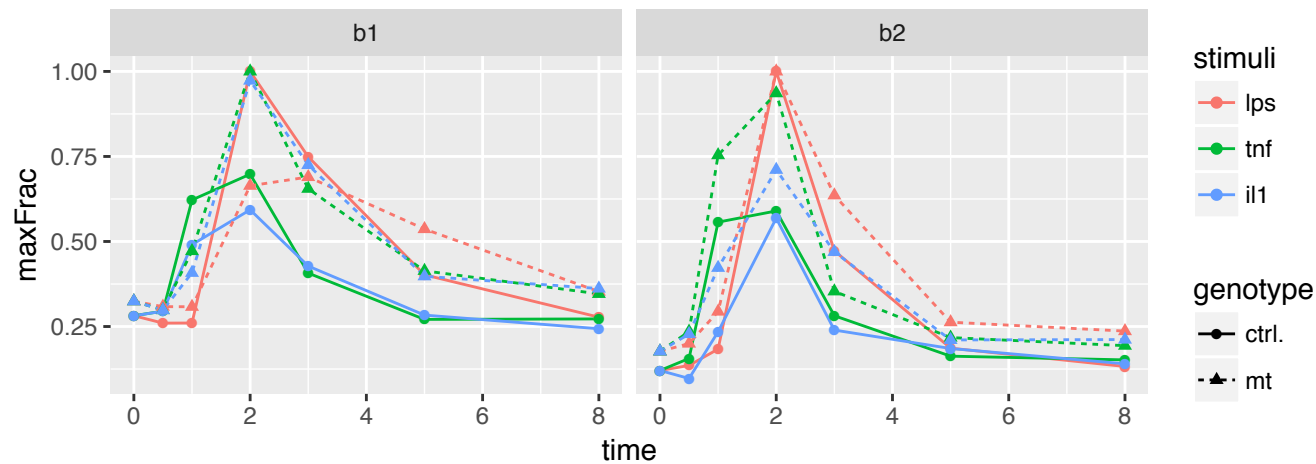 b1
b2
maxFrac
1.00
0.75
0.50
0.25
0 2 4 6 8
0 2 4 6 8
time
stimuli
lps
tnf
il1
genotype
ctrl.
mt